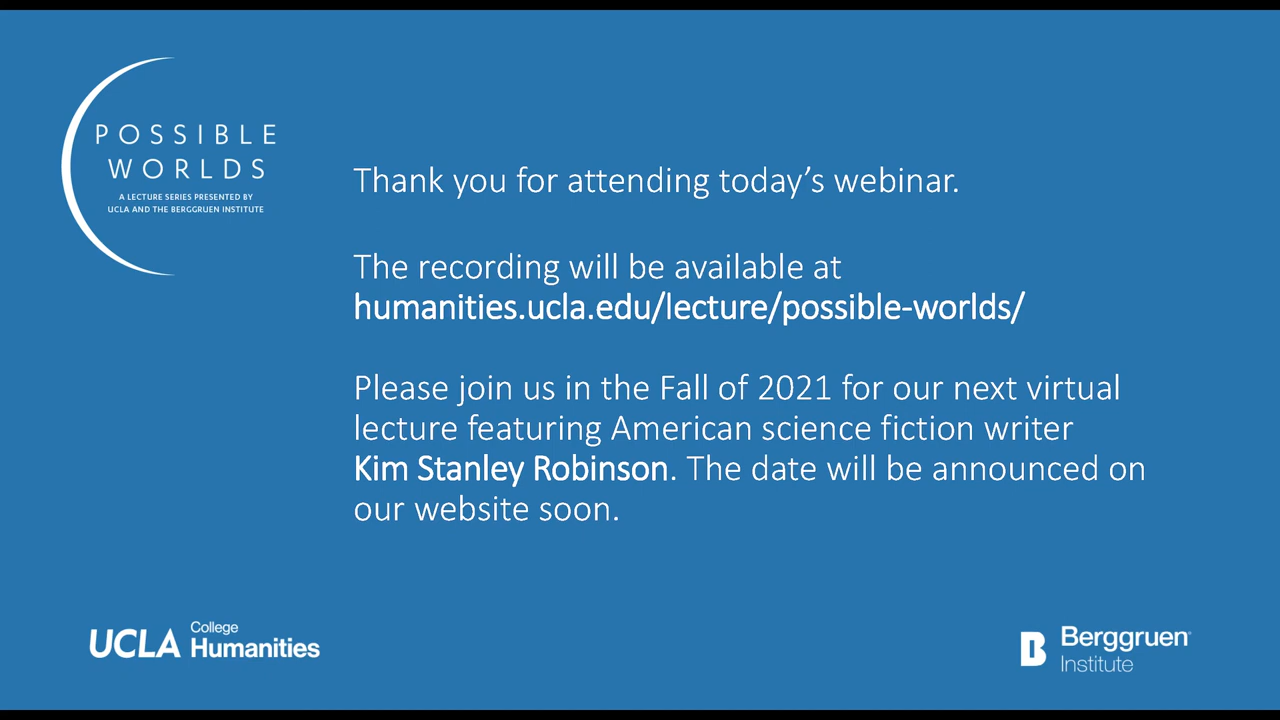 POSSIBLE
WORLDS
A LECTURE SERIES PRESENTED BY
UCLA AND THE BERGGRUEN INSTITUTE
Thank you for attending today’s webinar.
The recording will be available at
humanities.ucla.edu/lecture/possible-worlds/
Please join us in the Fall of 2021 for our next virtual
lecture featuring American science fiction writer
Kim Stanley Robinson. The date will be announced on
our website soon.
UCLA College
Humanities
B Berggruen
Institute